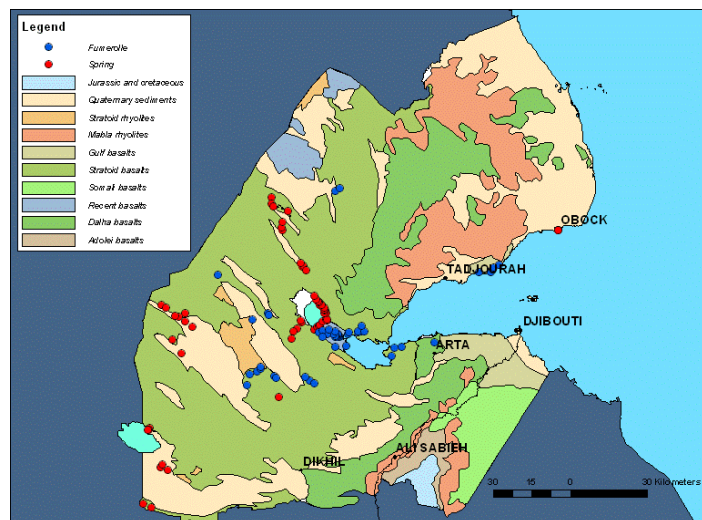 Legend
Fumerolle
Spring
Jurassic and cretaceous
Quaternary sediments
Stratoid rhyolites
Mabla rhyolites
Gulf basalts
Stratoid basalts
Somali basalts
Recent basalts
Dalha basalts
Adolei basalts
OBOCK
TADJOURAH
DJIBOUTI
ARTA
ALI SABIEH
DIKHIL
30 15 0 30 Kilometers